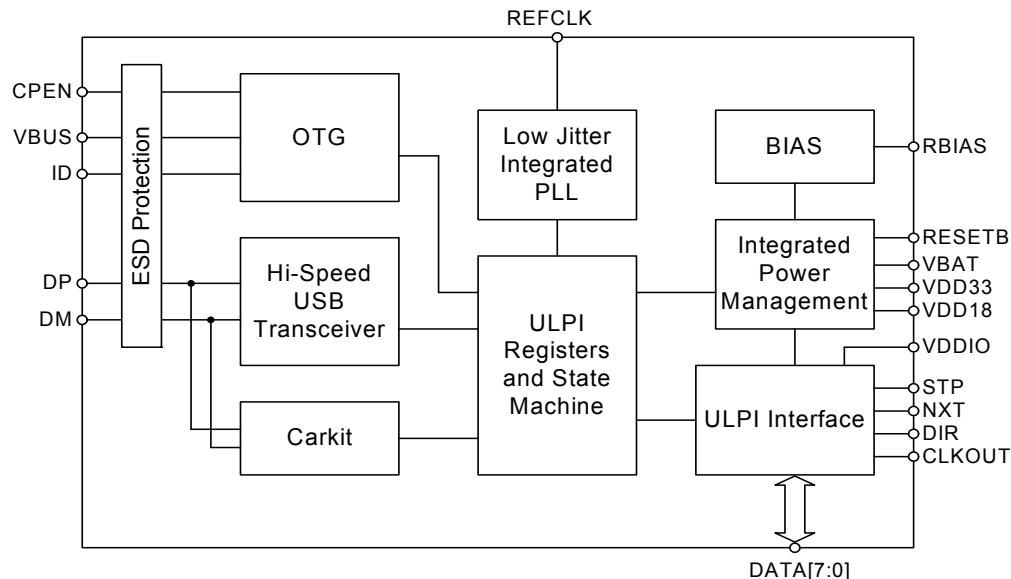 REFCLK
CPEN
VBUS
ID
DP
DM
ESD Protection
OTG
Hi-Speed
USB
Transceiver
Carkit
Low Jitter
Integrated
PLL
ULPI
Registers
and State
Machine
BIAS
Integrated
Power
Management
ULPI Interface
RBIAS
RESETB
VBAT
VDD33
VDD18
VDDIO
STP
NXT
DIR
CLKOUT
DATA[7:0]